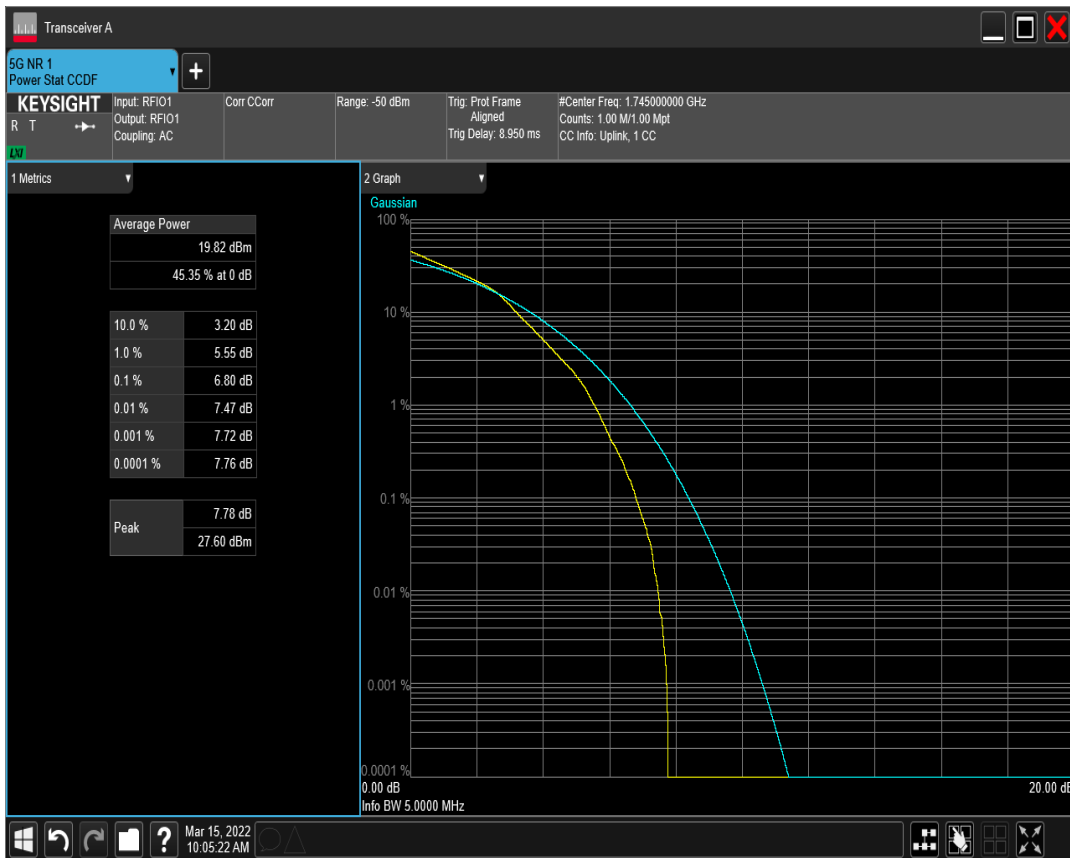 Transceiver A
5G NR 1
Power Stat CCDF
KEYSIGHT
R T
LXI
Input: RFIO1
Output: RFIO1
Coupling: AC
Corr CCorr
Range: -50 dBm
Trig: Prot Frame
Aligned
Trig Delay: 8.950 ms
#Center Freq: 1.745000000 GHz
Counts: 1.00 M/1.00 Mpt
CC Info: Uplink, 1 CC
1 Metrics
Average Power
19.82 dBm
45.35 % at 0 dB
10.0 % 3.20 dB
1.0 % 5.55 dB
0.1 % 6.80 dB
0.01 % 7.47 dB
0.001 % 7.72 dB
0.0001 % 7.76 dB
Peak
7.78 dB
27.60 dBm
2 Graph
Gaussian
100 %
10 %
1 %
0.1 %
0.01 %
0.001 %
0.0001 %
0.00 dB 20.00 dB
Info BW 5.0000 MHz
?
Mar 15, 2022
10:05:22 AM